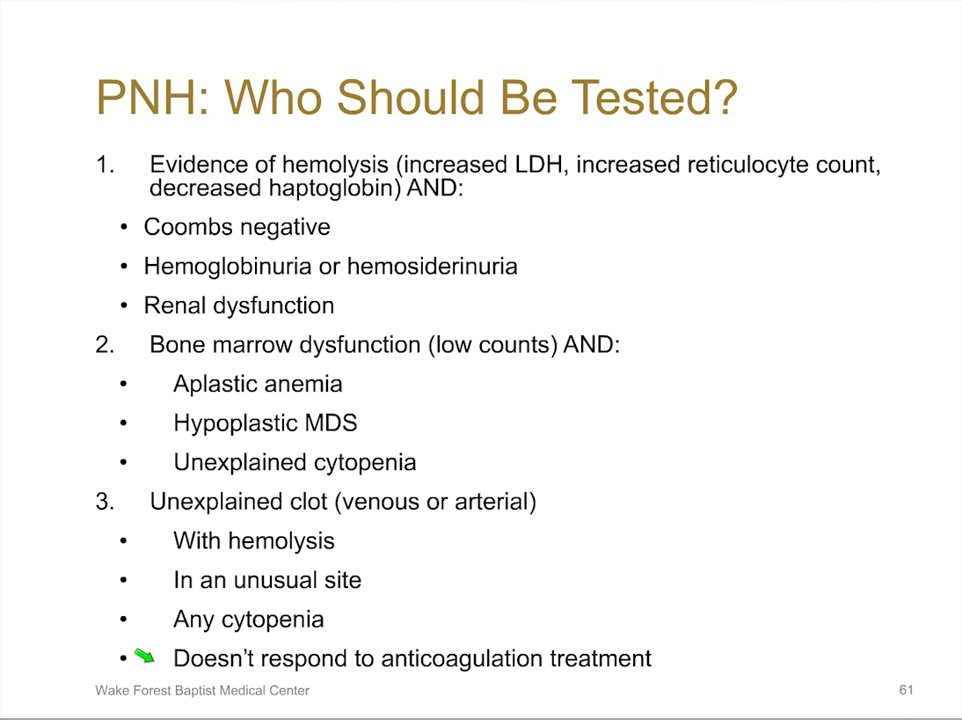 PNH: Who Should Be Tested?
1. Evidence of hemolysis (increased LDH, increased reticulocyte count,
decreased haptoglobin) AND:
• Coombs negative
• Hemoglobinuria or hemosiderinuria
• Renal dysfunction
2. Bone marrow dysfunction (low counts) AND:
• Aplastic anemia
• Hypoplastic MDS
• Unexplained cytopenia
3. Unexplained clot (venous or arterial)
• With hemolysis
• In an unusual site
• Any cytopenia
• Doesn’t respond to anticoagulation treatment
Wake Forest Baptist Medical Center 61